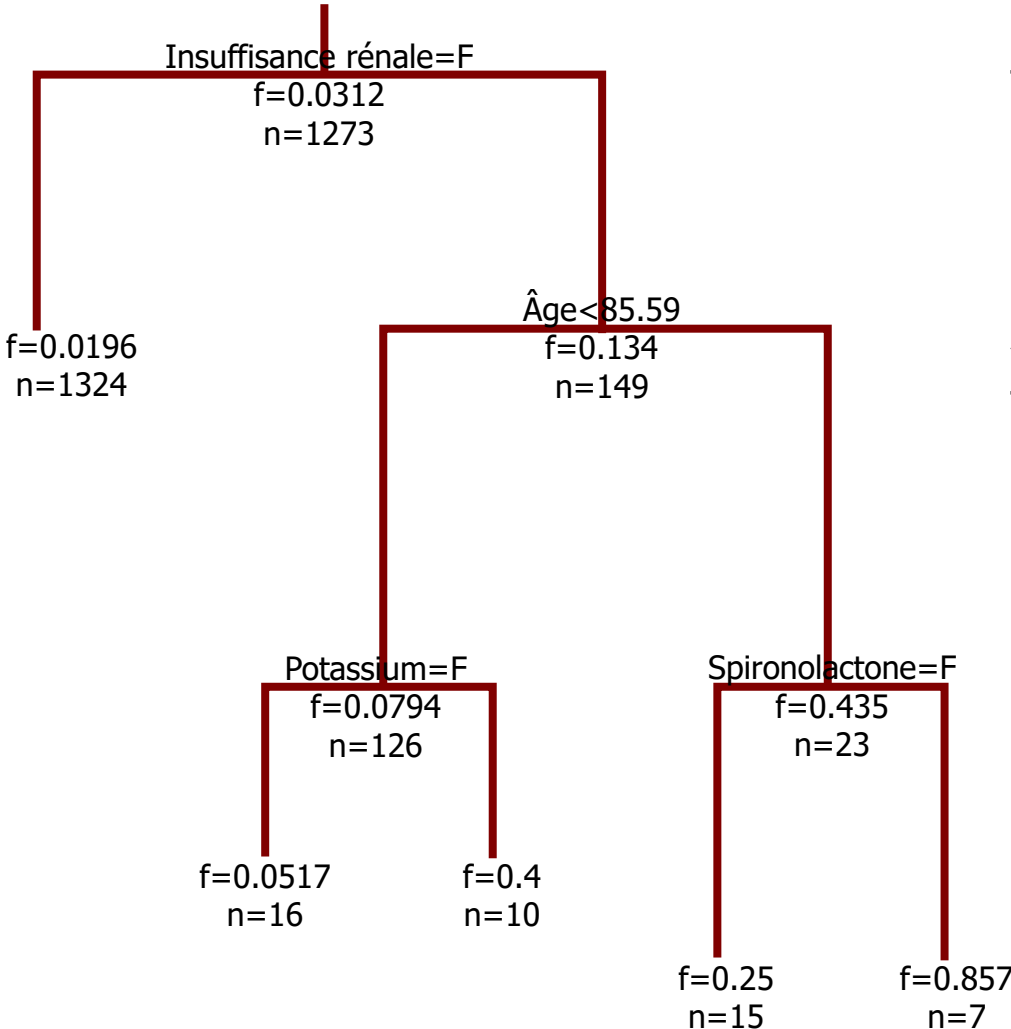 Insuffisance rénale=F
f=0.0312
n=1273
f=0.0196
n=1324
Âge<85.59
f=0.134
n=149
Potassium=F
f=0.0794
n=126
Spironolactone=F
f=0.435
n=23
f=0.0517
n=16
f=0.4
n=10
f=0.25
n=15
f=0.857
n=7